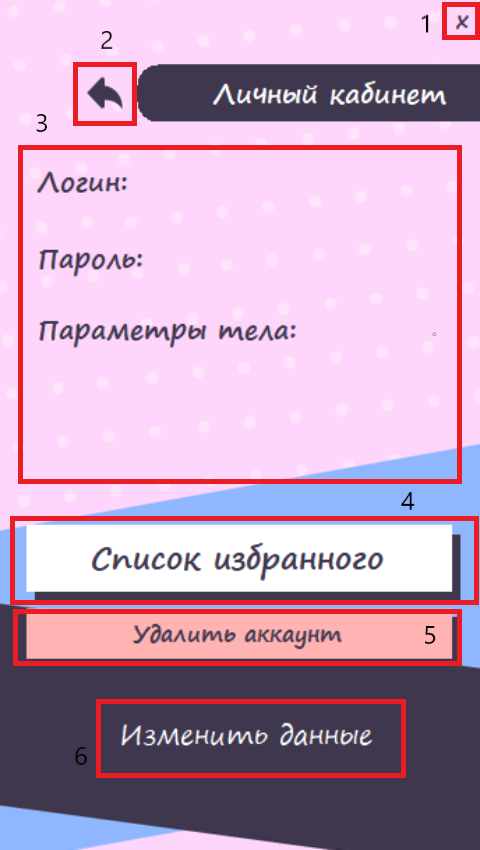 1 x
2
Личный кабинет
3
Логин:
Пароль:
Параметры тела:
4
Список избранного
Удалить аккаунт 5
Изменить данные
6